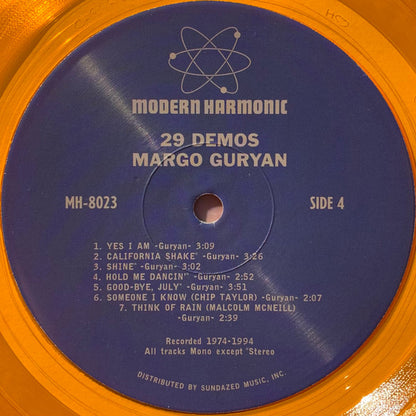 MODERN HARMONIC
29 DEMOS
MARGO GURYAN
MH-8023
SIDE 4
1. YES I AM -Guryan- 3:09
2. CALIFORNIA SHAKE* -Guryan- 3:26
3. SHINE* -Guryan- 3:02
4. HOLD ME DANCIN'* -Guryan- 2:52
5. GOOD-BYE, JULY* -Guryan- 3:51
6. SOMEONE I KNOW (CHIP TAYLOR) -Guryan- 2:07
7. THINK OF RAIN (MALCOLM MCNEILL)
-Guryan- 2:39
Recorded 1974-1994
All tracks Mono except *Stereo
DISTRIBUTED BY SUNDAZED MUSIC, INC.